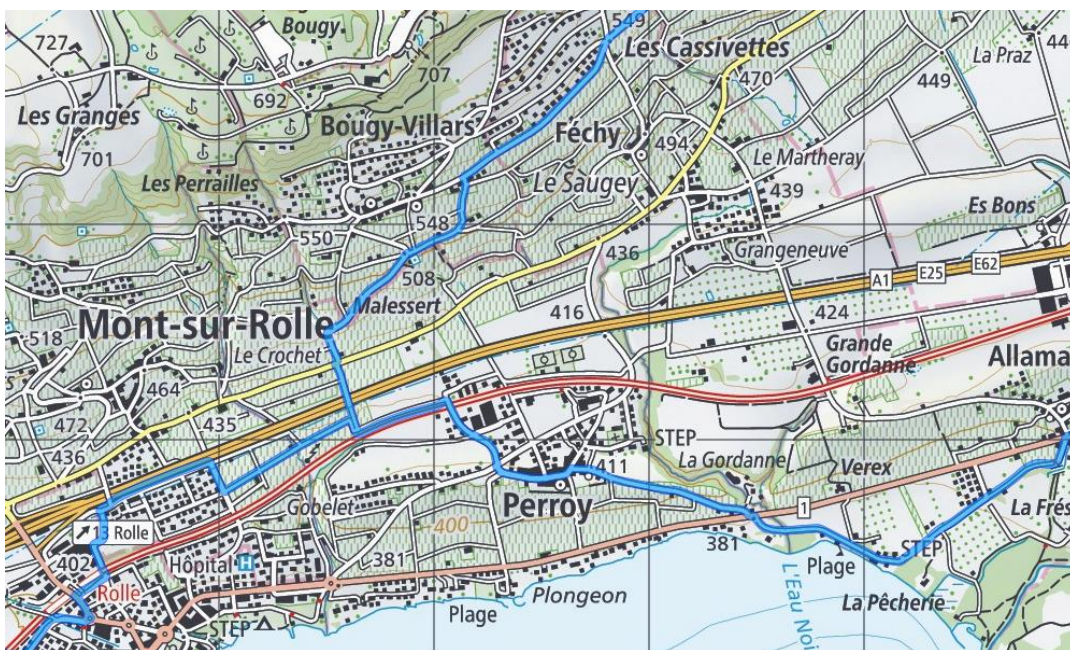 Bougy
549
727
Les Cassivettes
La Praz
707
470
449
692
Les Granges
Bougy-Villars
Féchy
494
701
Le Martheray
Les Perrailles
Le Saugey
439
Es Bons
548
550
436
Grangeneuve
508
E62
E25
A1
Malessert
416
424
Mont-sur-Rolle
518
Le Crochet
Grande
Gordanne
Allama
464
472
435
STEP
436
411
La Gordanne
Verex
Perroy
Gobelet
400
1
La Frés
13 Rolle
381
381
STEP
402
Hôpital
H
Plage
Rolle
Plongeon
La Pêcherie
Plage
L'Eau Noi
STEP